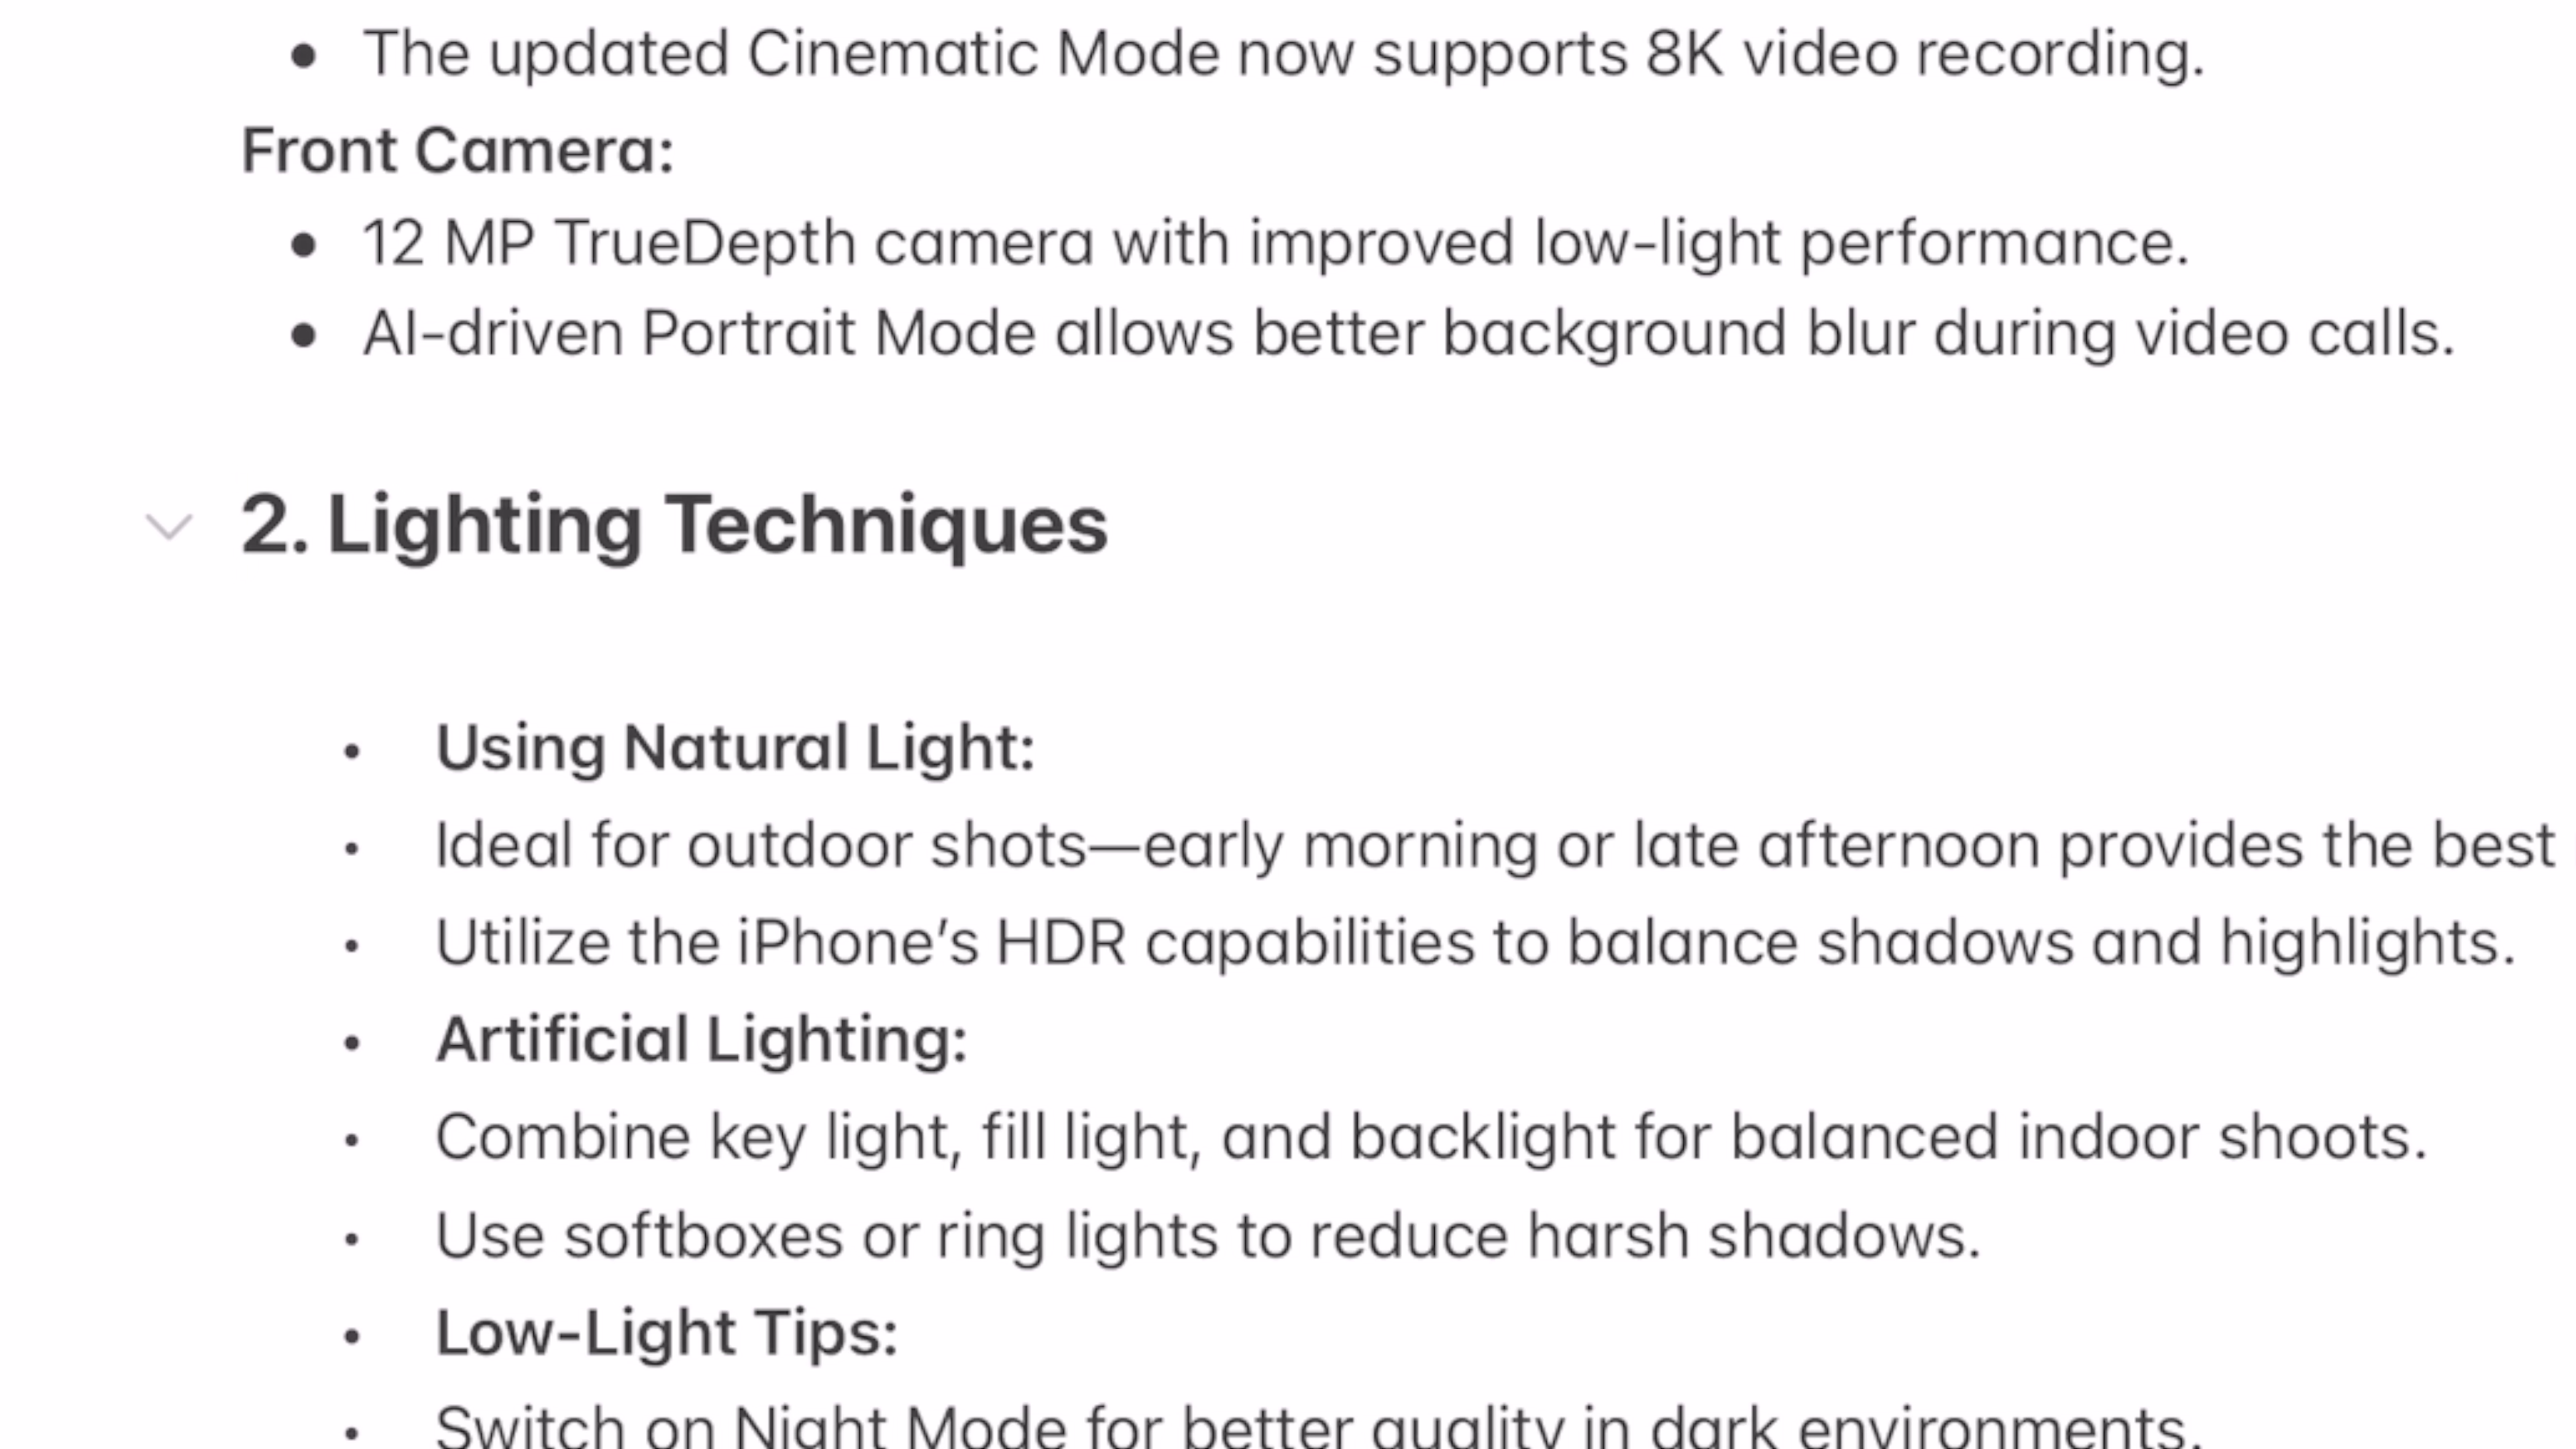 • The updated Cinematic Mode now supports 8K video recording.
Front Camera:
• 12 MP TrueDepth camera with improved low-light performance.
• AI-driven Portrait Mode allows better background blur during video calls.
2. Lighting Techniques
• Using Natural Light:
• Ideal for outdoor shots—early morning or late afternoon provides the best
• Utilize the iPhone’s HDR capabilities to balance shadows and highlights.
• Artificial Lighting:
• Combine key light, fill light, and backlight for balanced indoor shoots.
• Use softboxes or ring lights to reduce harsh shadows.
• Low-Light Tips:
• Switch on Night Mode for better quality in dark environments.